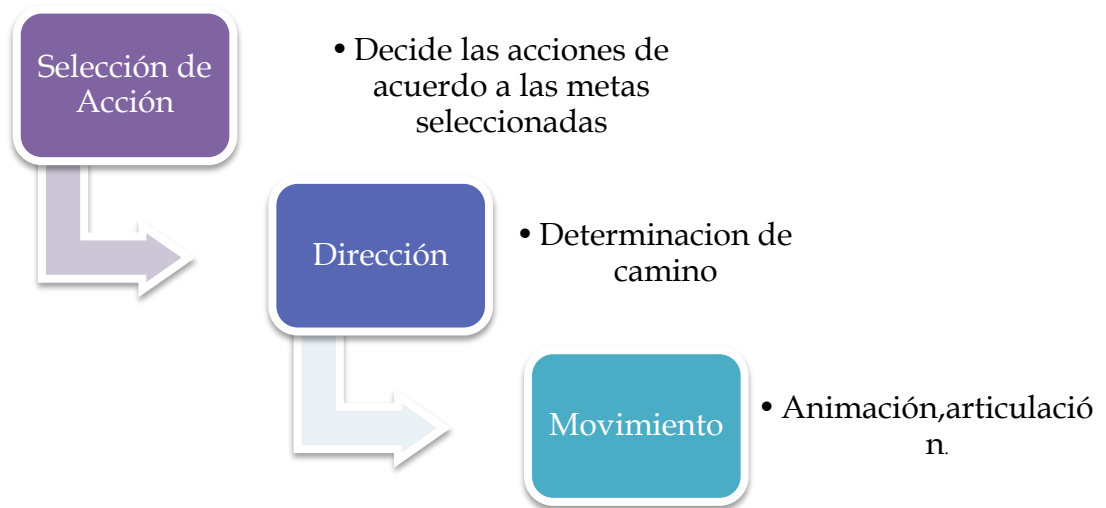 Selección de
Acción
• Decide las acciones de
acuerdo a las metas
seleccionadas
Dirección
• Determinacion de
camino
Movimiento
• Animación,articulació
n.